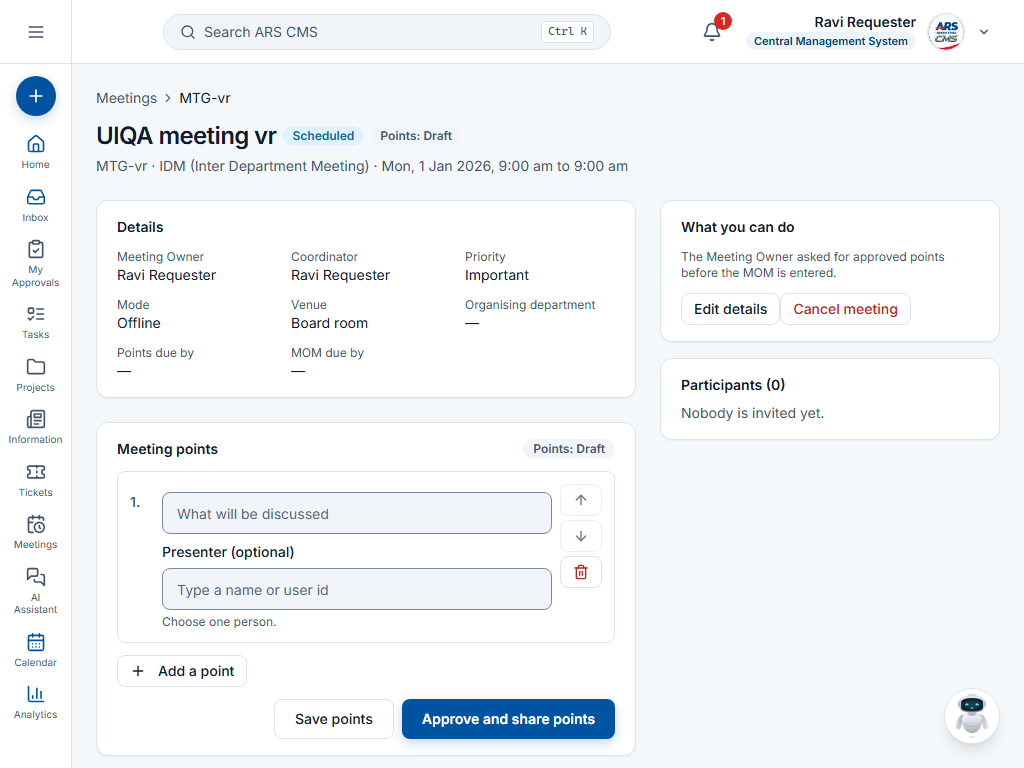 Search ARS CMS
Ctrl K
1
Ravi Requester
Central Management System
ARS
CMS
Meetings > MTG-vr
UIQA meeting vr
Scheduled
Points: Draft
MTG-vr · IDM (Inter Department Meeting) · Mon, 1 Jan 2026, 9:00 am to 9:00 am
Home
Inbox
My Approvals
Tasks
Projects
Information
Tickets
Meetings
AI Assistant
Calendar
Analytics
Details
Meeting Owner
Ravi Requester
Coordinator
Ravi Requester
Priority
Important
Mode
Offline
Venue
Board room
Organising department
—
Points due by
—
MOM due by
—
Meeting points
Points: Draft
1.
What will be discussed
Presenter (optional)
Type a name or user id
Choose one person.
+ Add a point
Save points
Approve and share points
What you can do
The Meeting Owner asked for approved points
before the MOM is entered.
Edit details
Cancel meeting
Participants (0)
Nobody is invited yet.